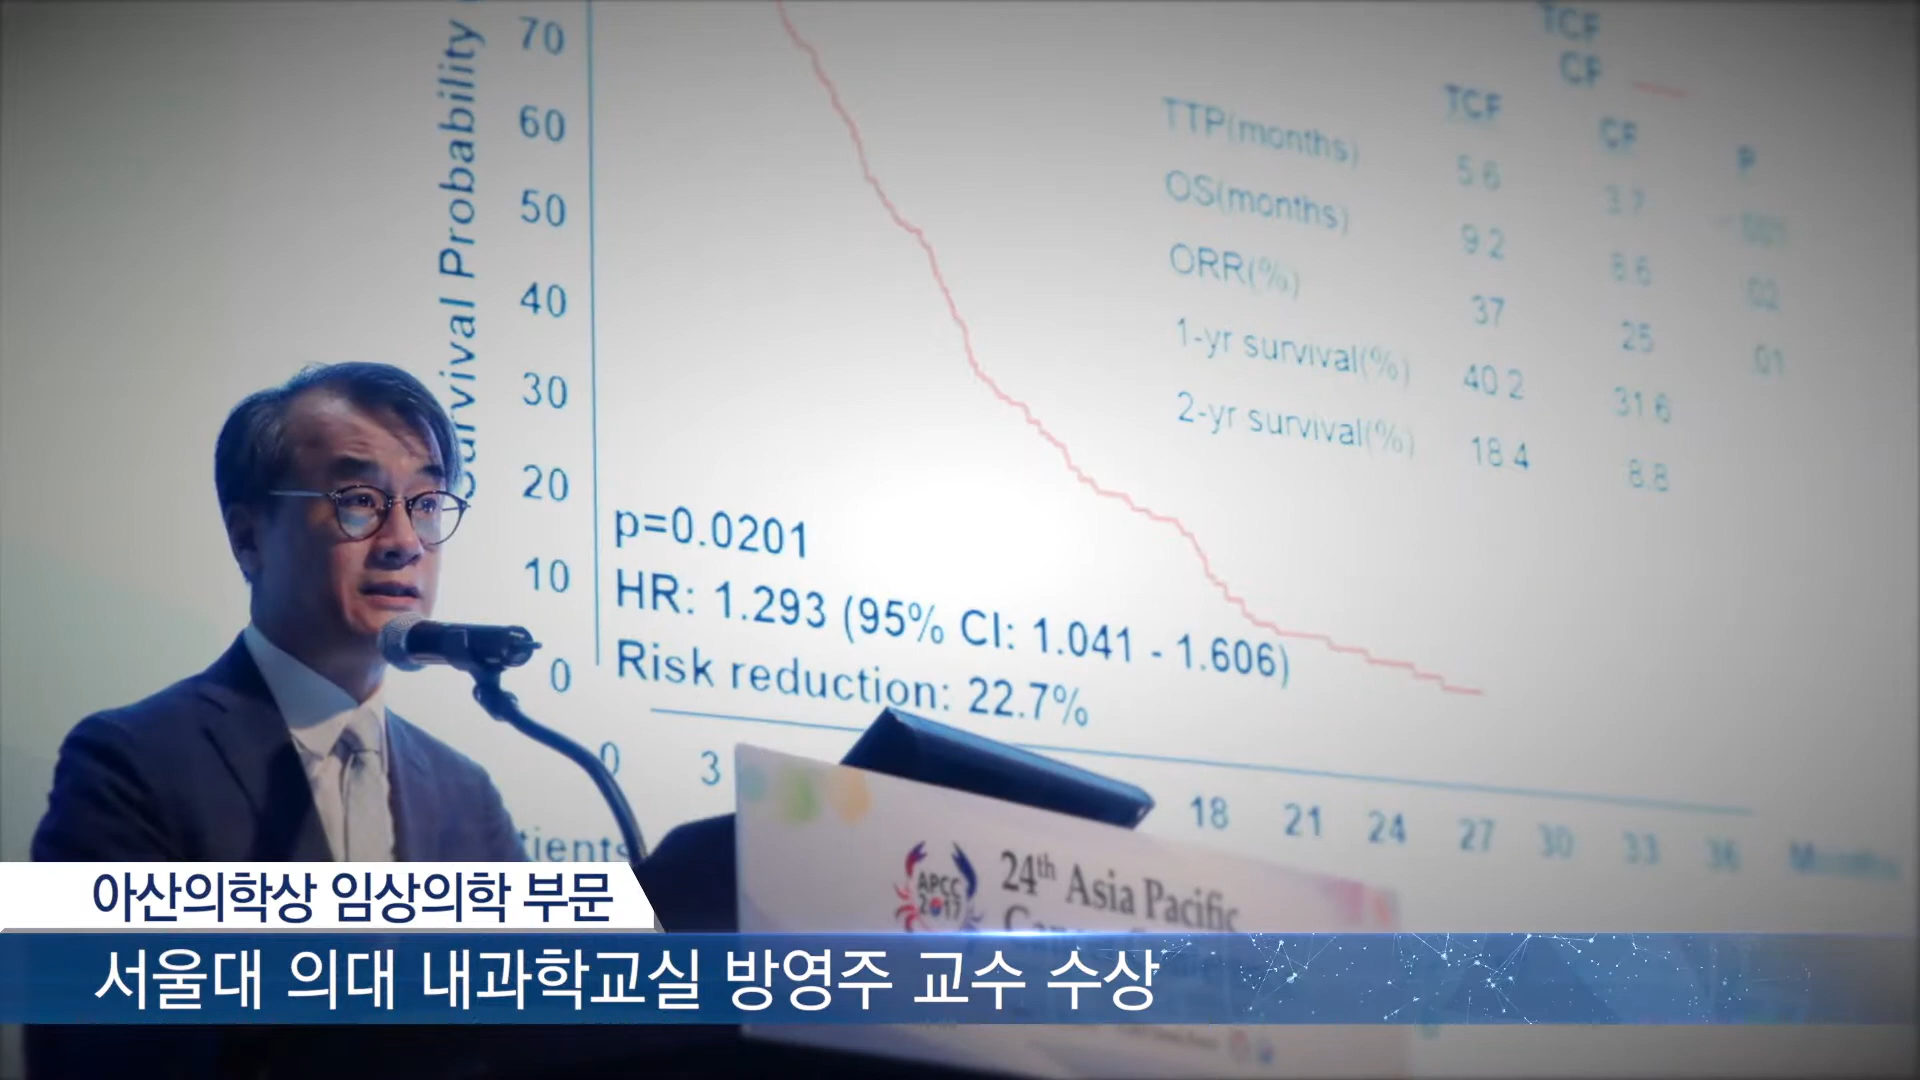 Survival Probability
70
60
50
40
30
20
10
0
TCF
CF
TCF CF P
TTP(months) 5.6 3.7
OS(months) 9.2 8.6 02
ORR(%) 37 25 01
1-yr survival(%) 40.2 31.6
2-yr survival(%) 18.4 8.8
p=0.0201
HR: 1.293 (95% CI: 1.041 - 1.606)
Risk reduction: 22.7%
0 3 18 21 24 27 30 33 36 Months
tients
APCC
2017
24th Asia Pacific
아산의학상 임상의학 부문
서울대 의대 내과학교실 방영주 교수 수상